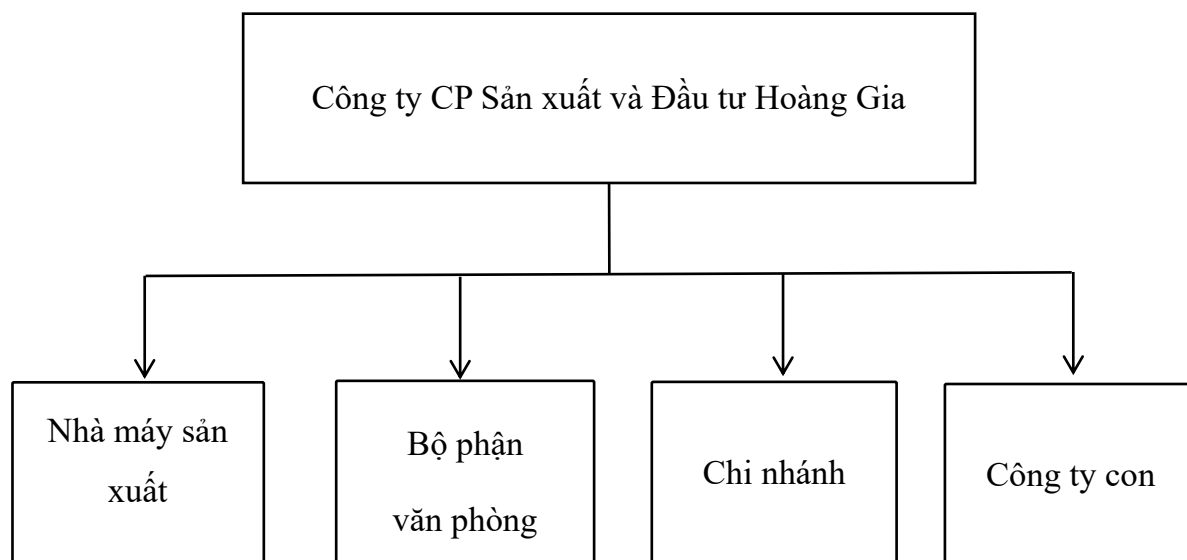 Công ty CP Sản xuất và Đầu tư Hoàng Gia
Nhà máy sản
xuất
Bộ phận
văn phòng
Chi nhánh
Công ty con